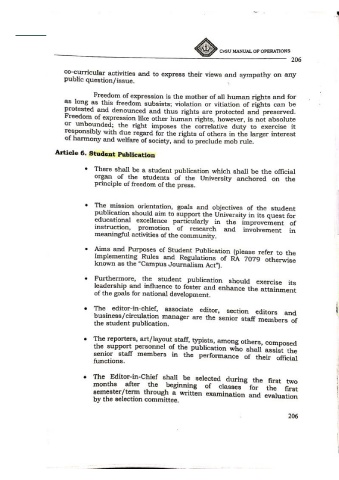 CHSU MANUAL OF OPERATIONS
206
co-curricular activities and to express their views and sympathy on any
public question/issue.
Freedom of expression is the mother of all human rights and for
as long as this freedom subsists; violation or vitiation of rights can be
protested and denounced and thus rights are protected and preserved.
Freedom of expression like other human rights, however, is not absolute
or unbounded; the right imposes the correlative duty to exercise it
responsibly with due regard for the rights of others in the larger interest
of harmony and welfare of society, and to preclude mob rule.
Article 6. Student Publication
• There shall be a student publication which shall be the official
organ of the students of the University anchored on the
principle of freedom of the press.
• The mission orientation, goals and objectives of the student
publication should aim to support the University in its quest for
educational excellence particularly in the improvement of
instruction, promotion of research and involvement in
meaningful activities of the community.
• Aims and Purposes of Student Publication (please refer to the
Implementing Rules and Regulations of RA 7079 otherwise
known as the "Campus Journalism Act").
• Furthermore, the student publication should exercise its
leadership and influence to foster and enhance the attainment
of the goals for national development.
• The editor-in-chief, associate editor, section editors and
business/circulation manager are the senior staff members of
the student publication.
• The reporters, art/layout staff, typists, among others, composed
the support personnel of the publication who shall assist the
senior staff members in the performance of their official
functions.
• The Editor-in-Chief shall be selected during the first two
months after the beginning of classes for the first
semester/term through a written examination and evaluation
by the selection committee.
206